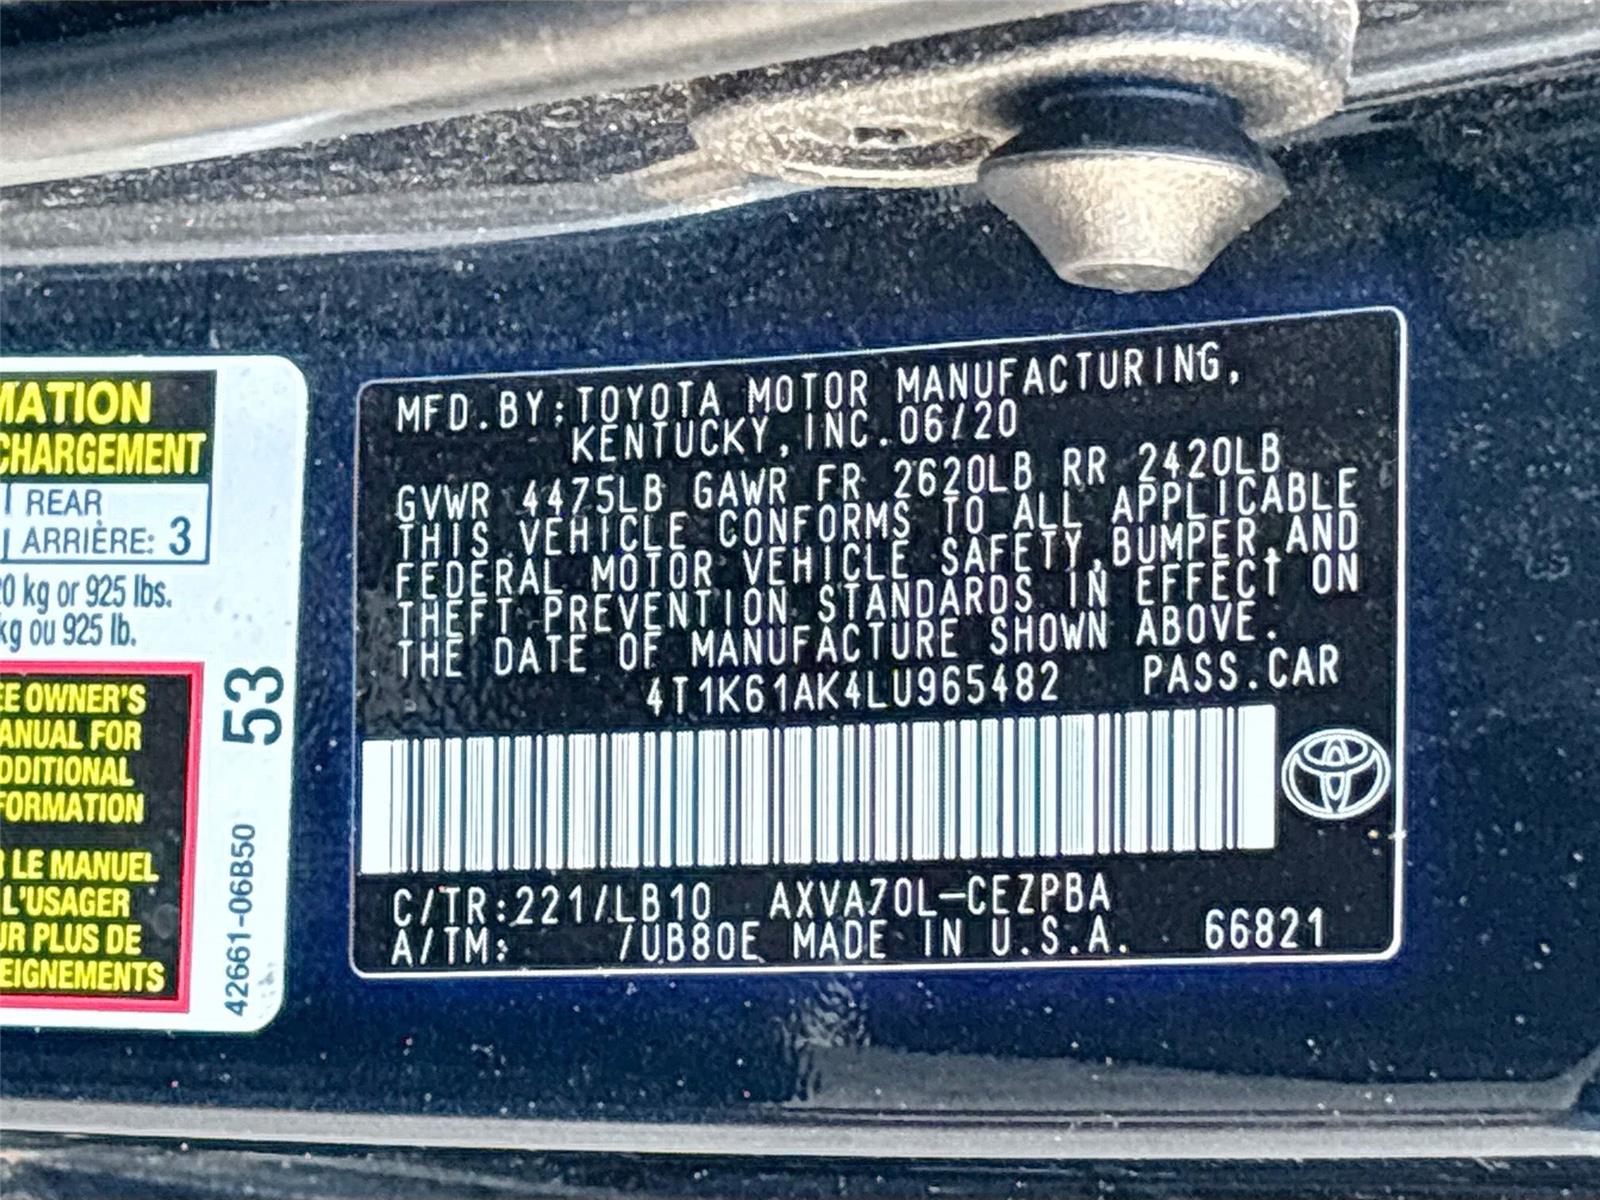 MATION
CHARGEMENT
REAR
ARRIÈRE: 3
0 kg or 925 lbs.
kg ou 925 lb.
EE OWNER'S
ANUAL FOR
DDITIONAL
FORMATION
R LE MANUEL
L'USAGER
UR PLUS DE
EIGNEMENTS
53
42661-06B50
MFD.BY:TOYOTA MOTOR MANUFACTURING,
KENTUCKY,INC.06/20
GVWR 4475LB GAWR FR 2620LB RR 2420LB
THIS VEHICLE CONFORMS TO ALL APPLICABLE
FEDERAL MOTOR VEHICLE SAFETY,BUMPER,AND
THEFT PREVENTION STANDARDS IN EFFECT ON
THE DATE OF MANUFACTURE SHOWN ABOVE.
4T1K61AK4LU965482 PASS.CAR
C/TR:221/LB10 AXVA70L-CEZPBA
A/TM: /UB80E MADE IN U.S.A. 66821